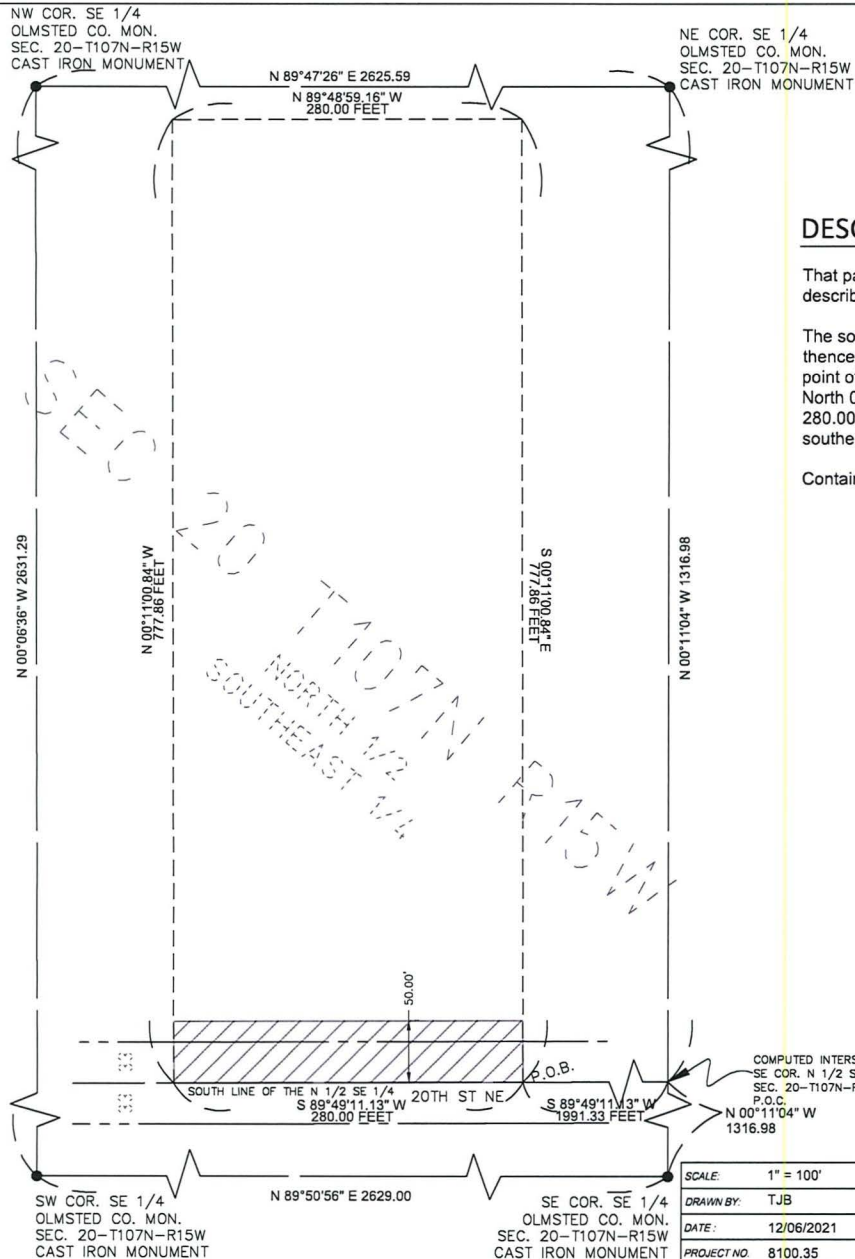 NW COR. SE 1/4
OLMSTED CO. MON.
SEC. 20-T107N-R15W
CAST IRON MONUMENT
NE COR. SE 1/4
OLMSTED CO. MON.
SEC. 20-T107N-R15W
CAST IRON MONUMENT
N 89°47'26" E 2625.59
N 89°48'59.16" W
280.00 FEET
DESC
That pa
describ
The so
thence
point o
North 0
280.00
southe
Contain
N 00°06'36" W 2631.29
N 00°11'00.84" W
777.86 FEET
S 00°11'00.84" E
777.86 FEET
N 00°11'04" W 1316.98
SEC 20 T107N R15W
NORTH 1/2
SOUTHEAST 1/4
50.00'
P.O.B.
COMPUTED INTERS
SE COR. N 1/2 S
SEC. 20-T107N-R
P.O.C.
N 00°11'04" W
1316.98
SOUTH LINE OF THE N 1/2 SE 1/4
20TH ST NE
S 89°49'11.13" W
280.00 FEET
S 89°49'11.13" W
1991.33 FEET
N 89°50'56" E 2629.00
SW COR. SE 1/4
OLMSTED CO. MON.
SEC. 20-T107N-R15W
CAST IRON MONUMENT
SE COR. SE 1/4
OLMSTED CO. MON.
SEC. 20-T107N-R15W
CAST IRON MONUMENT
SCALE: 1" = 100'
DRAWN BY: TJB
DATE: 12/06/2021
PROJECT NO. 8100.35